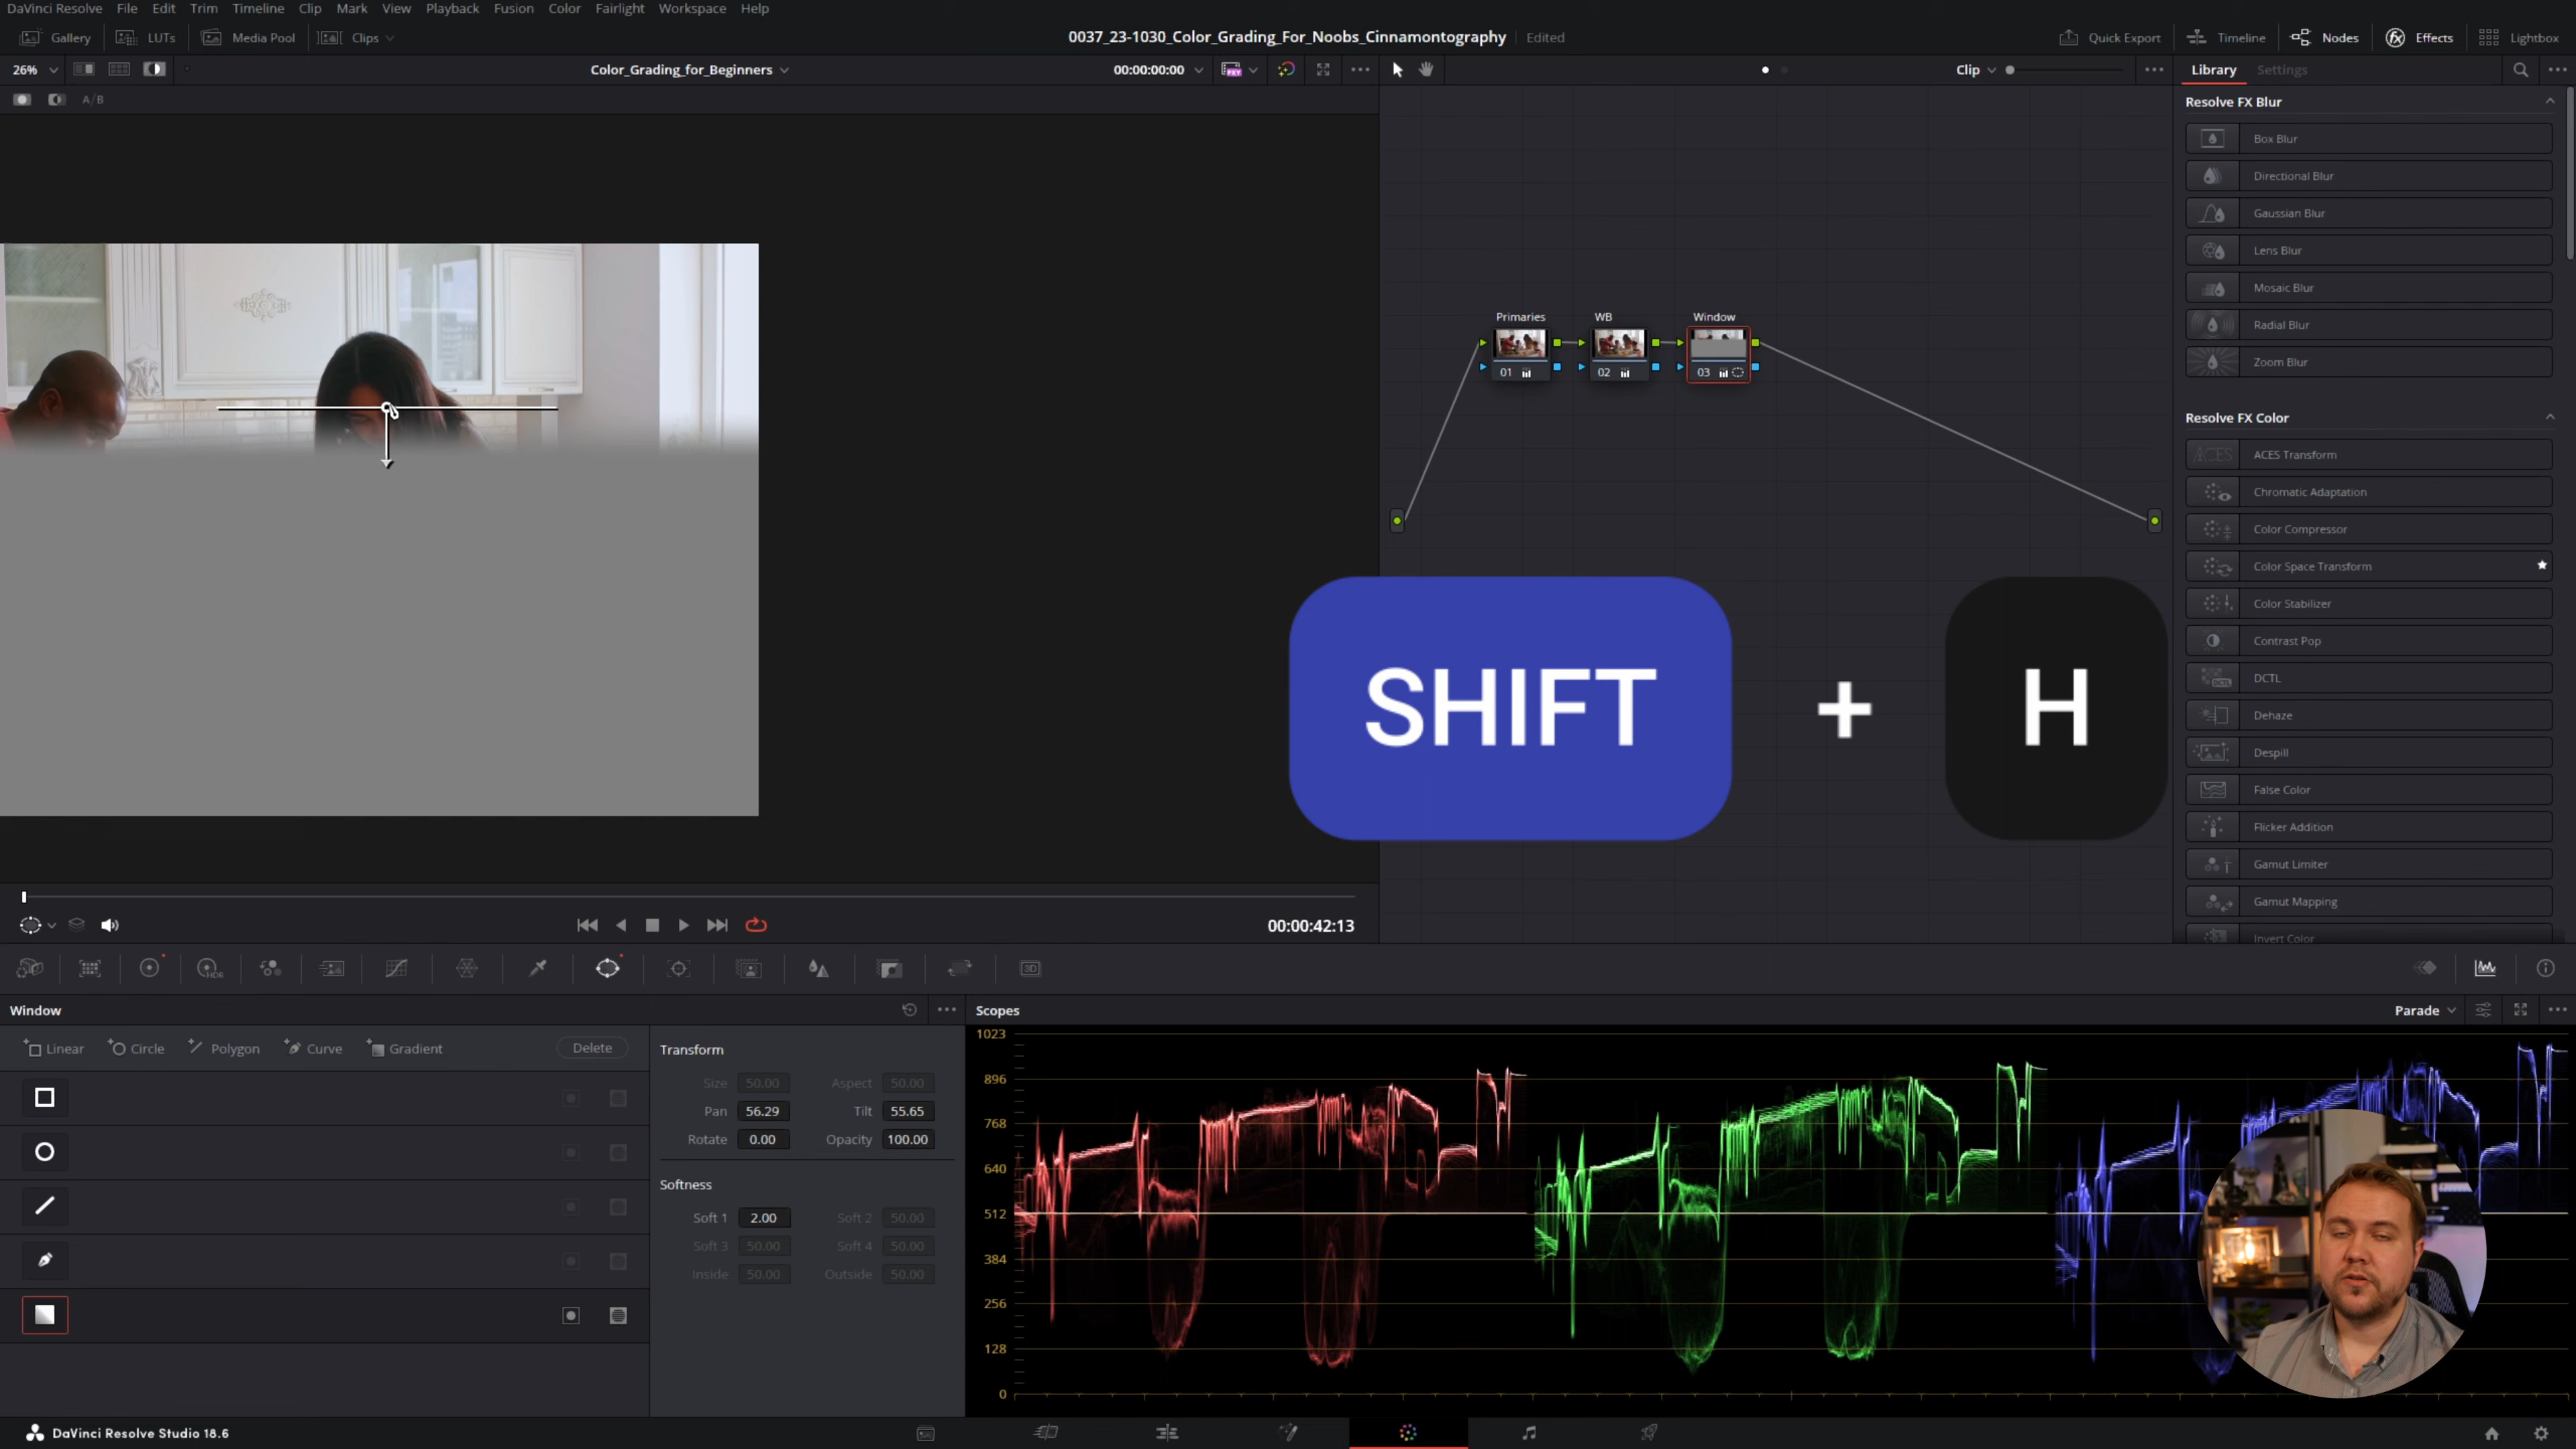 DaVinci Resolve File Edit Trim Timeline Clip Mark View Playback Fusion Color Fairlight Workspace Help
Gallery LUTs Media Pool Clips 0037_23-1030_Color_Grading_For_Noobs_Cinnamontography Edited Quick Export Timeline Nodes Effects Lightbox
26% Color_Grading_for_Beginners 00:00:00:00 Clip Library Settings
A/B
Resolve FX Blur
Box Blur
Directional Blur
Gaussian Blur
Lens Blur
Mosaic Blur
Radial Blur
Zoom Blur
Resolve FX Color
ACES Transform
Chromatic Adaptation
Color Compressor
Color Space Transform
Color Stabilizer
Contrast Pop
DCTL
Dehaze
Despill
False Color
Flicker Addition
Gamut Limiter
Gamut Mapping
Invert Color
Primaries WB Window
01 02 03
SHIFT + H
00:00:42:13
HDR 3D
Window
Linear Circle Polygon Curve Gradient Delete
Transform
Size 50.00 Aspect 50.00
Pan 56.29 Tilt 55.65
Rotate 0.00 Opacity 100.00
Softness
Soft 1 2.00 Soft 2 50.00
Soft 3 50.00 Soft 4 50.00
Inside 50.00 Outside 50.00
Scopes Parade
1023
896
768
640
512
384
256
128
0
DaVinci Resolve Studio 18.6